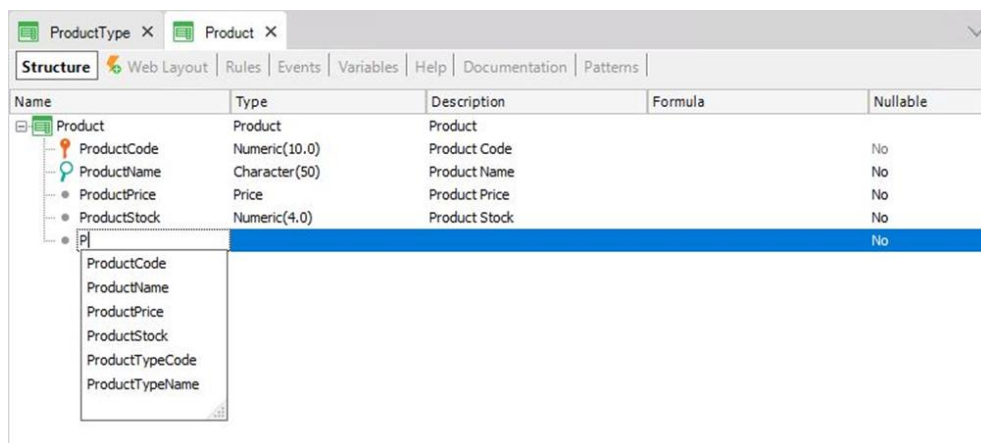 ProductType X Product X
Structure Web Layout Rules Events Variables Help Documentation Patterns
Name Type Description Formula Nullable
Product Product Product
ProductCode Numeric(10.0) Product Code No
ProductName Character(50) Product Name No
ProductPrice Price Product Price No
ProductStock Numeric(4.0) Product Stock No
P No
ProductCode
ProductName
ProductPrice
ProductStock
ProductTypeCode
ProductTypeName